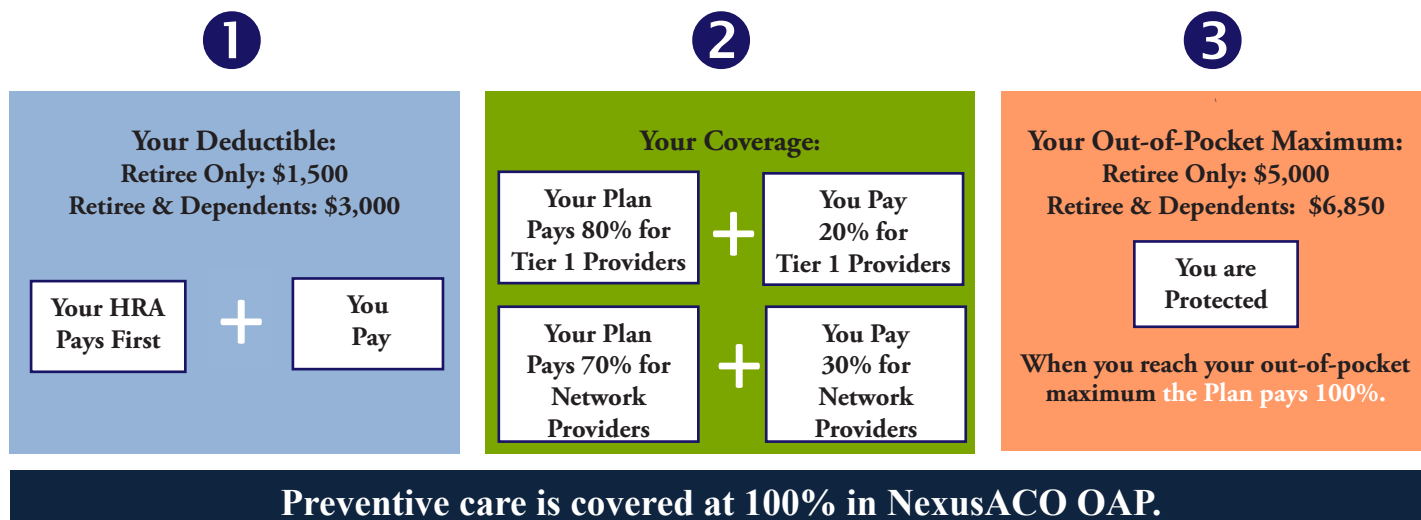 1
2
3
Your Deductible:
Retiree Only: $1,500
Retiree & Dependents: $3,000
Your HRA
Pays First
+
You
Pay
Your Coverage:
Your Plan
Pays 80% for
Tier 1 Providers
+
You Pay
20% for
Tier 1 Providers
Your Plan
Pays 70% for
Network
Providers
+
You Pay
30% for
Network
Providers
Your Out-of-Pocket Maximum:
Retiree Only: $5,000
Retiree & Dependents: $6,850
You are
Protected
When you reach your out-of-pocket
maximum the Plan pays 100%.
Preventive care is covered at 100% in NexusACO OAP.